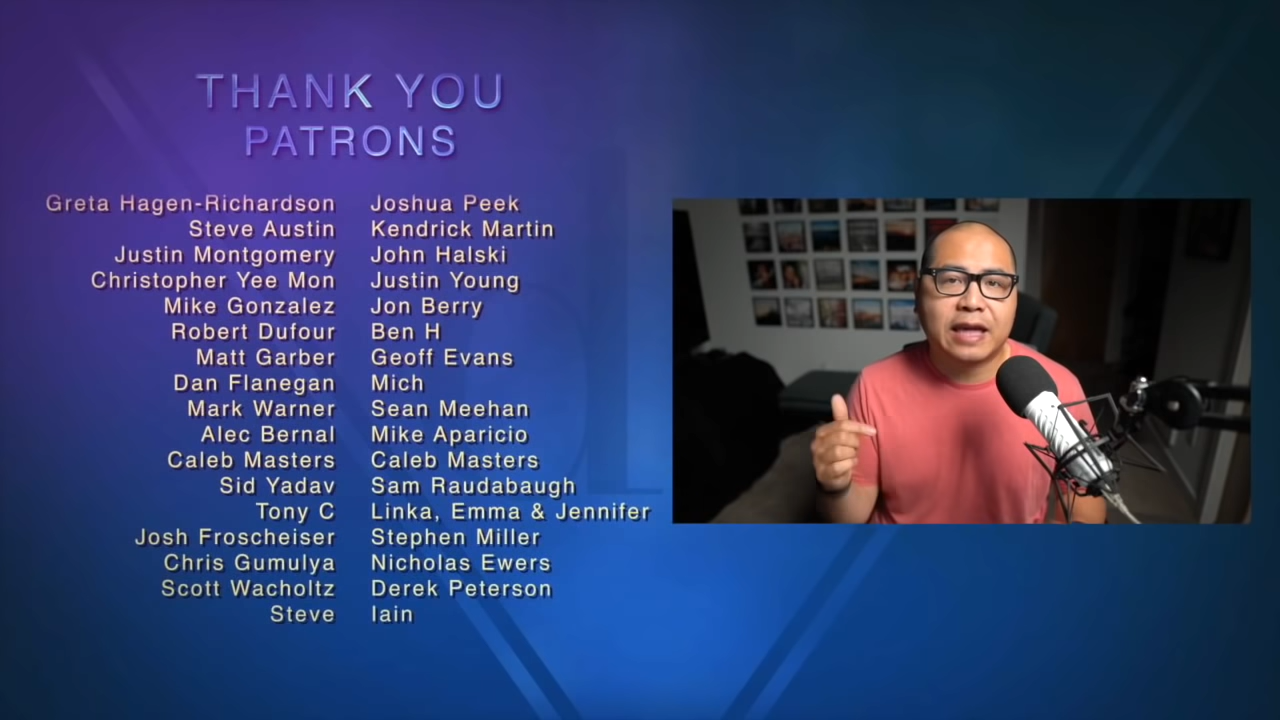 THANK YOU
PATRONS
Greta Hagen-Richardson Joshua Peek
Steve Austin Kendrick Martin
Justin Montgomery John Halski
Christopher Yee Mon Justin Young
Mike Gonzalez Jon Berry
Robert Dufour Ben H
Matt Garber Geoff Evans
Dan Flanegan Mich
Mark Warner Sean Meehan
Alec Bernal Mike Aparicio
Caleb Masters Caleb Masters
Sid Yadav Sam Raudabaugh
Tony C Linka, Emma & Jennifer
Josh Froscheiser Stephen Miller
Chris Gumulya Nicholas Ewers
Scott Wacholtz Derek Peterson
Steve Iain